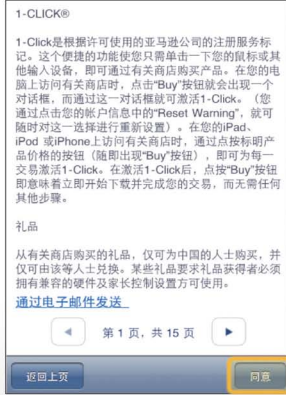 1-CLICK®
1-Click是根据许可使用的亚马逊公司的注册服务标
记。这个便捷的功能使您只需单击一下您的鼠标或其
他输入设备，即可通过有关商店购买产品。在您的电
脑上访问有关商店时，点击"Buy"按钮就会出现一个
对话框，而通过这一对话框就可激活1-Click。（您
通过点击您的帐户信息中的"Reset Warning"，就可
随时对这一选择进行重新设置）。在您的iPad、
iPod 或iPhone上访问有关商店时，通过按标明产
品价格的按钮（随即出现"Buy"按钮），即可为每一
交易激活1-Click。在激活1-Click后，点按"Buy"按钮
即意味着立即开始下载并完成您的交易，而无需任何
其他步骤。
礼品
从有关商店购买的礼品，仅可为中国的人士购买，并
仅可由该等人士兑换。某些礼品要求礼品获得者必须
拥有兼容的硬件及家长控制设置方可使用。
通过电子邮件发送
第 1 页，共 15 页
返回上页
同意